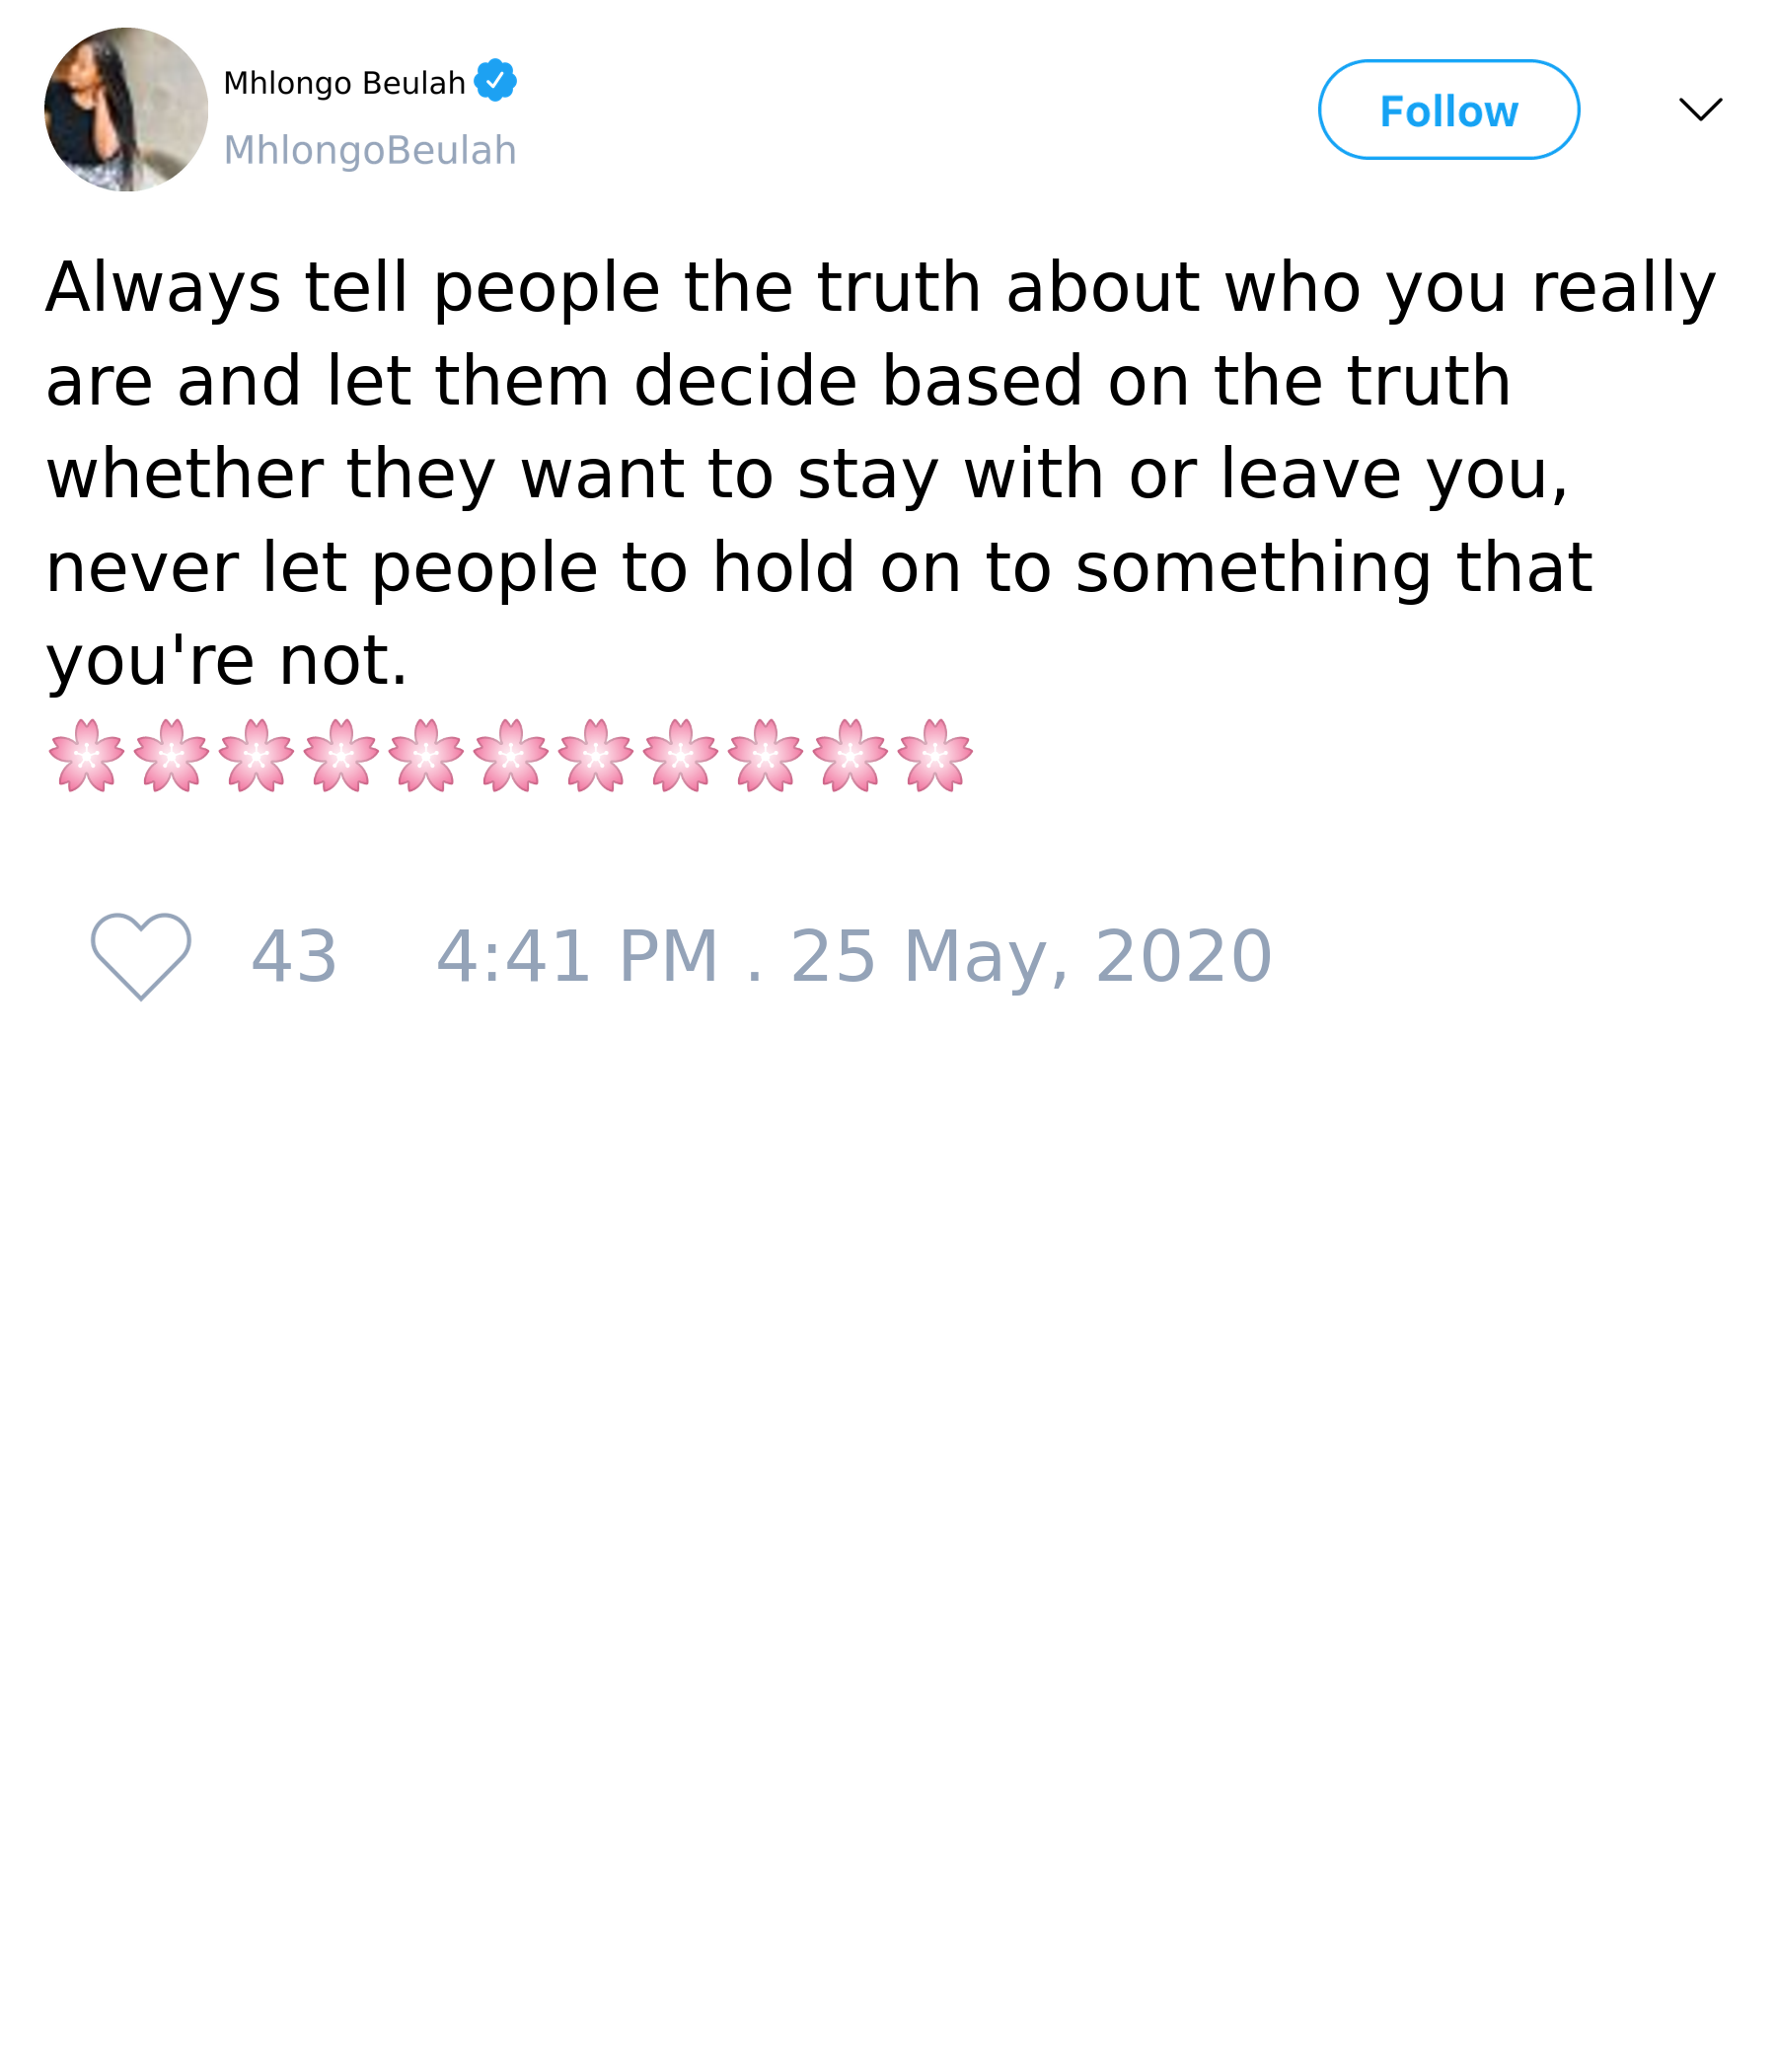 Mhlongo Beulah
MhlongoBeulah
Follow
Always tell people the truth about who you really
are and let them decide based on the truth
whether they want to stay with or leave you,
never let people to hold on to something that
you're not.
🌸🌸🌸🌸🌸🌸🌸🌸🌸🌸🌸
43 4:41 PM . 25 May, 2020